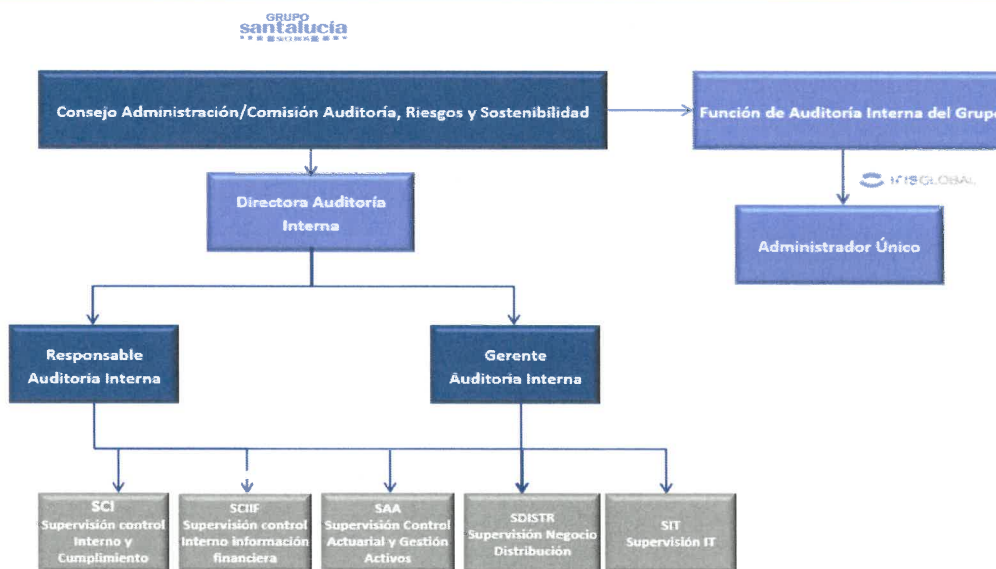 GRUPO
santalucía
SEGUROS
Consejo Administración/Comisión Auditoría, Riesgos y Sostenibilidad
Función de Auditoría Interna del Grupo
Directora Auditoría
Interna
IRISGLOBAL
Administrador Único
Responsable
Auditoría Interna
Gerente
Auditoría Interna
SCI
Supervisión control
Interno y
Cumplimiento
SCIIF
Supervisión control
Interno Información
financiera
SAA
Supervisión Control
Actuarial y Gestión
Activos
SDISTR
Supervisión Negocio
Distribución
SIT
Supervisión IT